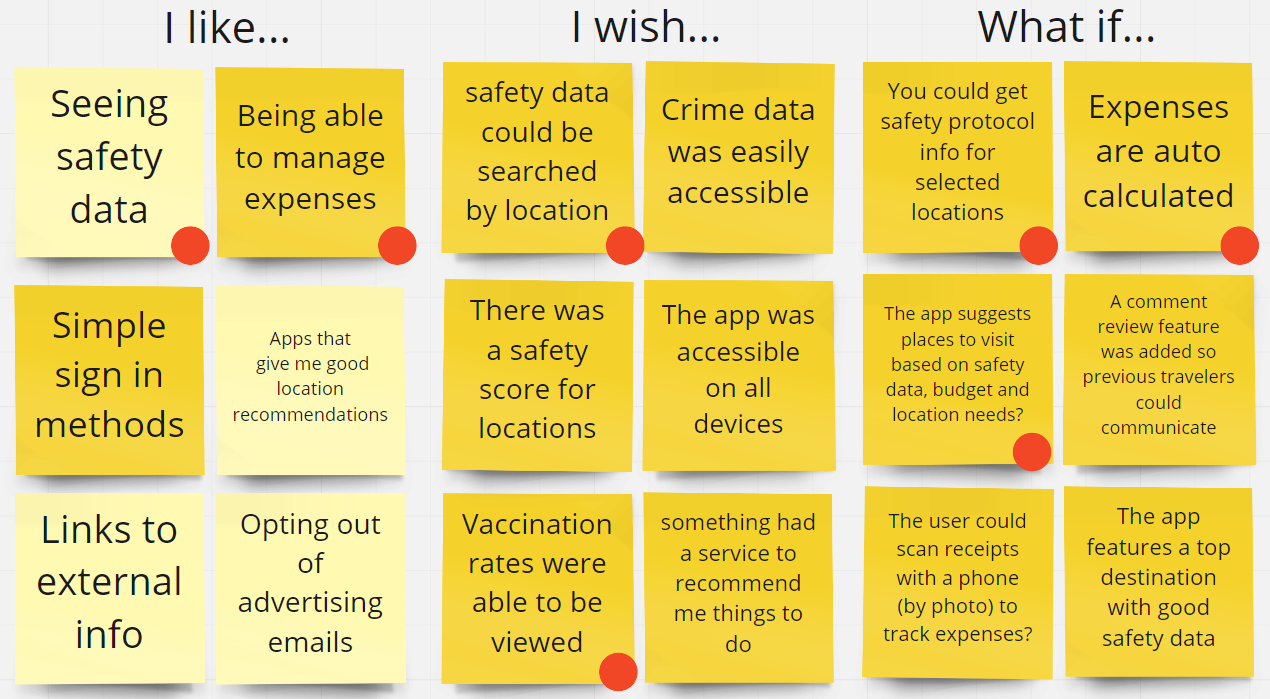 I like...
Seeing
safety
data
Being able
to manage
expenses
Simple
sign in
methods
Apps that
give me good
location
recommendations
Links to
external
info
Opting out
of
advertising
emails
I wish...
safety data
could be
searched
by location
Crime data
was easily
accessible
There was
a safety
score for
locations
The app was
accessible
on all
devices
Vaccination
rates were
able to be
viewed
something had
a service to
recommend
me things to
do
What if...
You could get
safety protocol
info for
selected
locations
Expenses
are auto
calculated
The app suggests
places to visit
based on safety
data, budget and
location needs?
A comment
review feature
was added so
previous travelers
could
communicate
The user could
scan receipts
with a phone
(by photo) to
track expenses?
The app
features a top
destination
with good
safety data